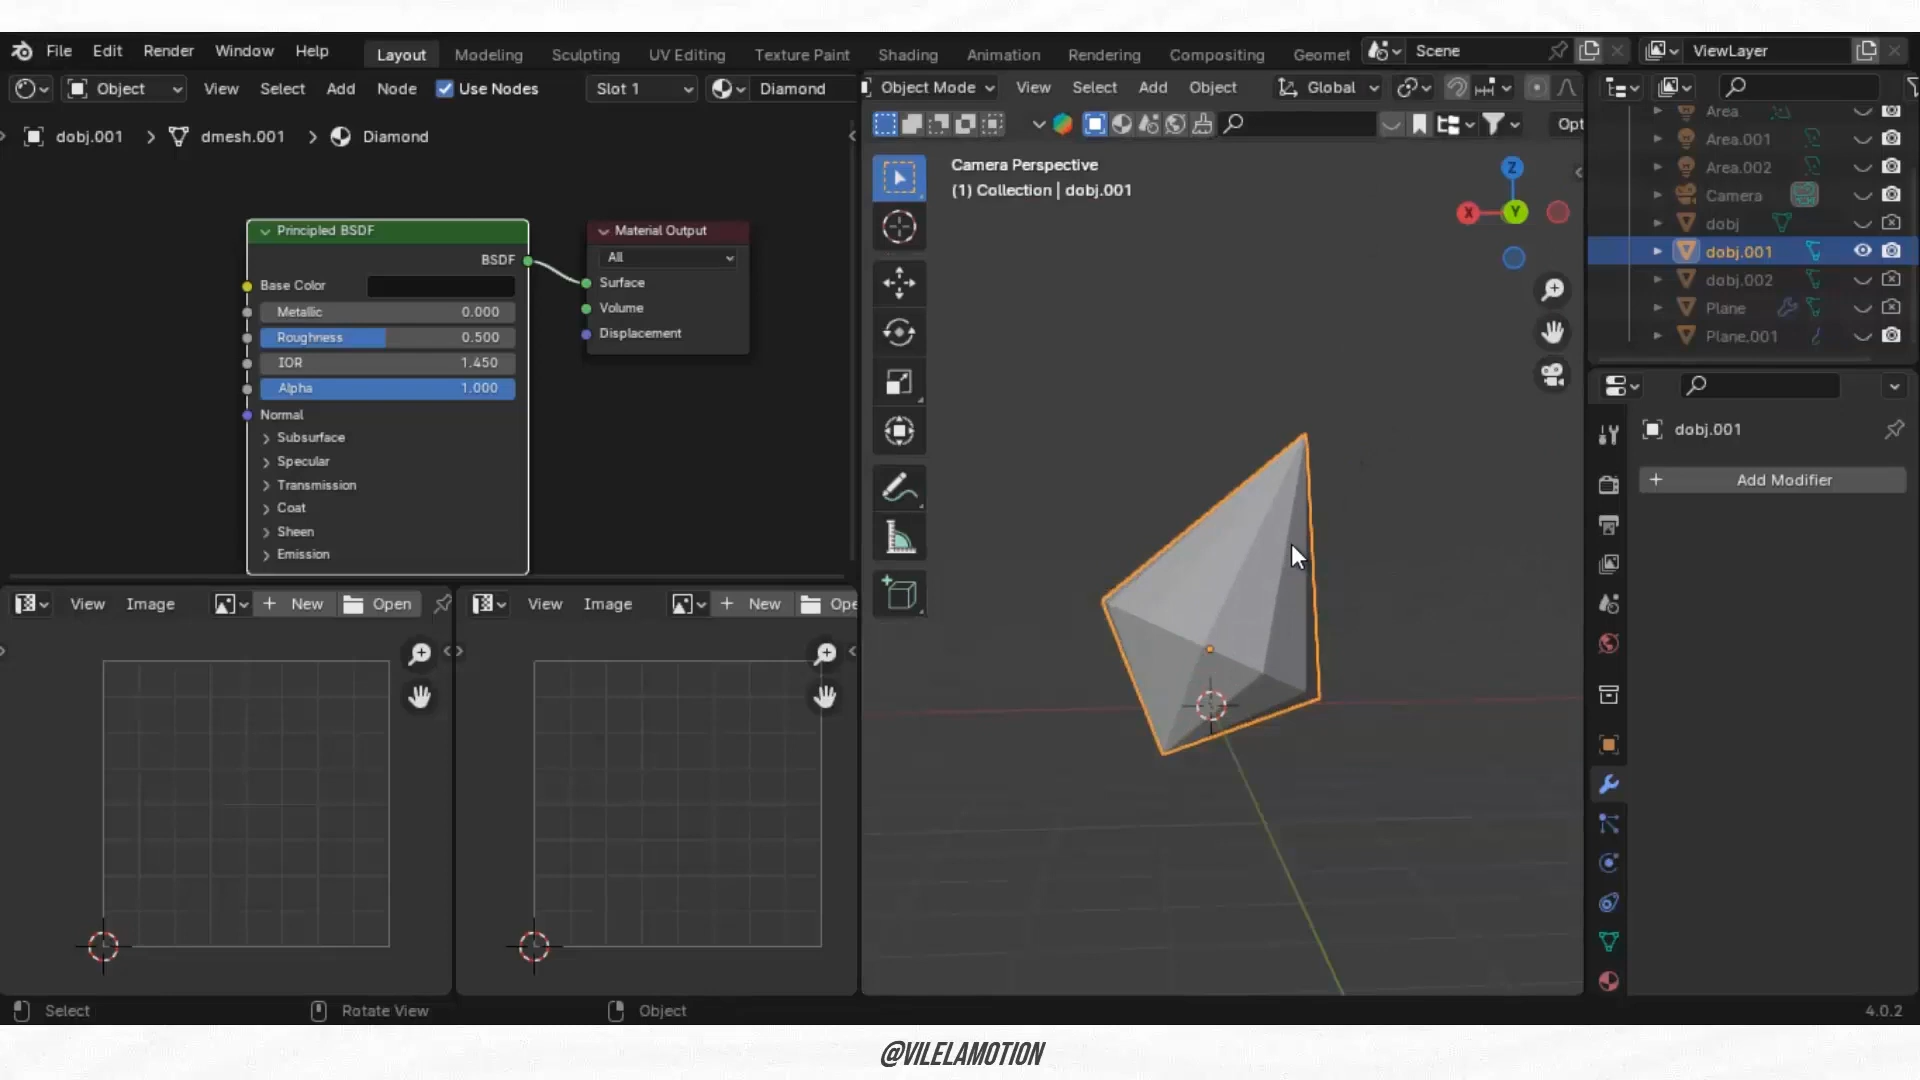 File Edit Render Window Help Layout Modeling Sculpting UV Editing Texture Paint Shading Animation Rendering Compositing Geomet Scene ViewLayer
Object View Select Add Node Use Nodes Slot 1 Diamond
Object Mode View Select Add Object Global
dobj.001 > dmesh.001 > Diamond
Opt
Principled BSDF
BSDF
Base Color
Metallic 0.000
Roughness 0.500
IOR 1.450
Alpha 1.000
Normal
Subsurface
Specular
Transmission
Coat
Sheen
Emission
Material Output
All
Surface
Volume
Displacement
Camera Perspective
(1) Collection | dobj.001
Z
X
Y
Area
Area.001
Area.002
Camera
dobj
dobj.001
dobj.002
Plane
Plane.001
dobj.001
+ Add Modifier
View Image + New Open
View Image + New Ope
Select Rotate View Object 4.0.2
@VILELAMOTION